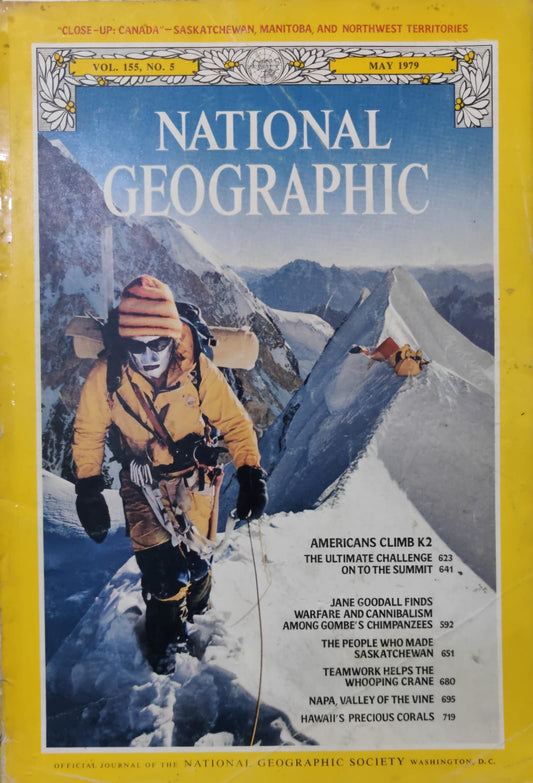 "CLOSE-UP: CANADA"—SASKATCHEWAN, MANITOBA, AND NORTHWEST TERRITORIES
VOL. 155, NO. 5
MAY 1979
NATIONAL
GEOGRAPHIC
AMERICANS CLIMB K2
THE ULTIMATE CHALLENGE 623
ON TO THE SUMMIT 641
JANE GOODALL FINDS
WARFARE AND CANNIBALISM
AMONG GOMBE'S CHIMPANZEES 592
THE PEOPLE WHO MADE
SASKATCHEWAN 651
TEAMWORK HELPS THE
WHOOPING CRANE 680
NAPA, VALLEY OF THE VINE 695
HAWAII'S PRECIOUS CORALS 719
OFFICIAL JOURNAL OF THE NATIONAL GEOGRAPHIC SOCIETY WASHINGTON, D.C.